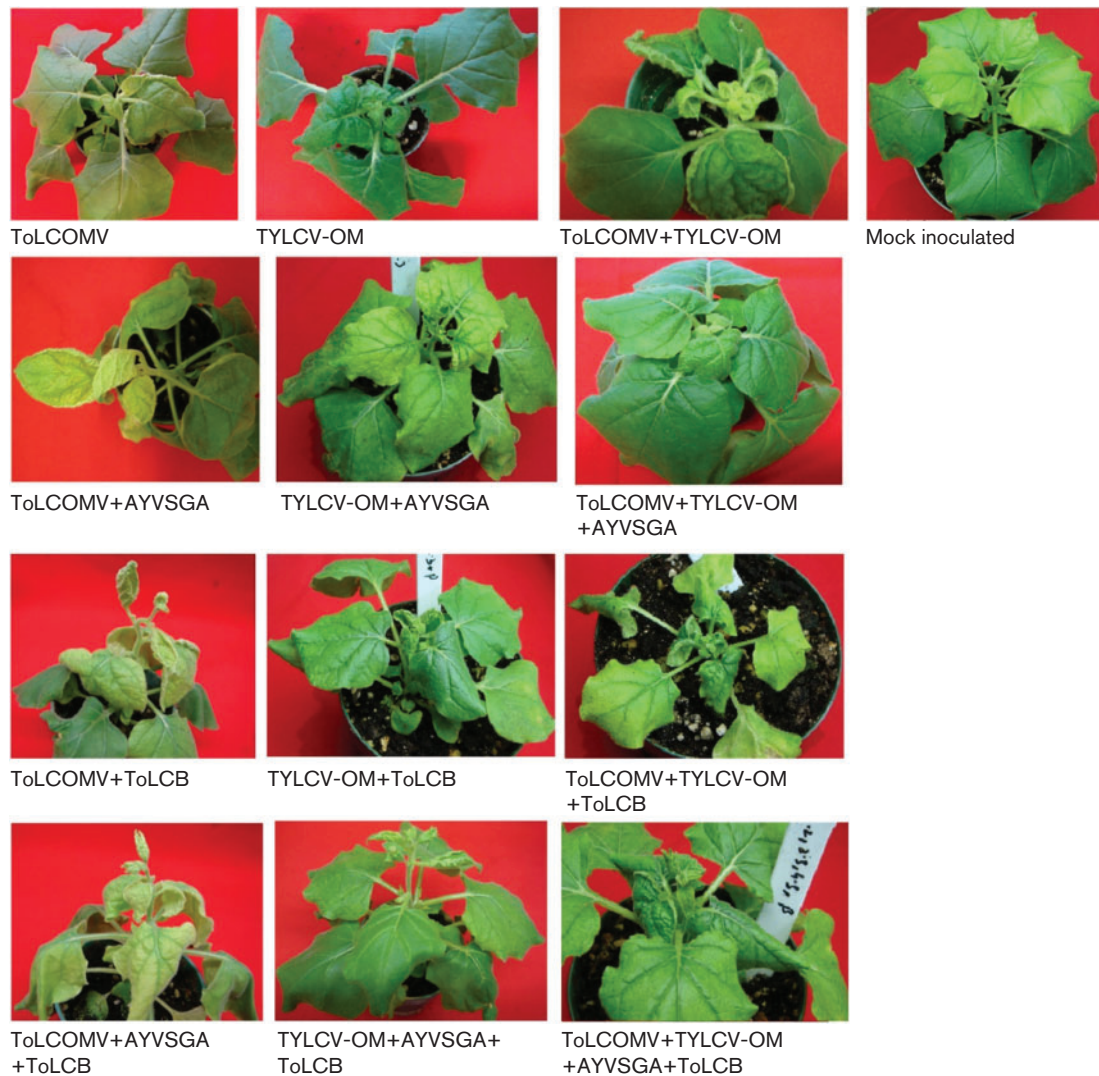 ToLCOMV
TYLCV-OM
ToLCOMV+TYLCV-OM
Mock inoculated
ToLCOMV+AYVSGA
TYLCV-OM+AYVSGA
ToLCOMV+TYLCV-OM
+AYVSGA
ToLCOMV+ToLCB
TYLCV-OM+ToLCB
ToLCOMV+TYLCV-OM
+ToLCB
ToLCOMV+AYVSGA
+ToLCB
TYLCV-OM+AYVSGA+
ToLCB
ToLCOMV+TYLCV-OM
+AYVSGA+ToLCB